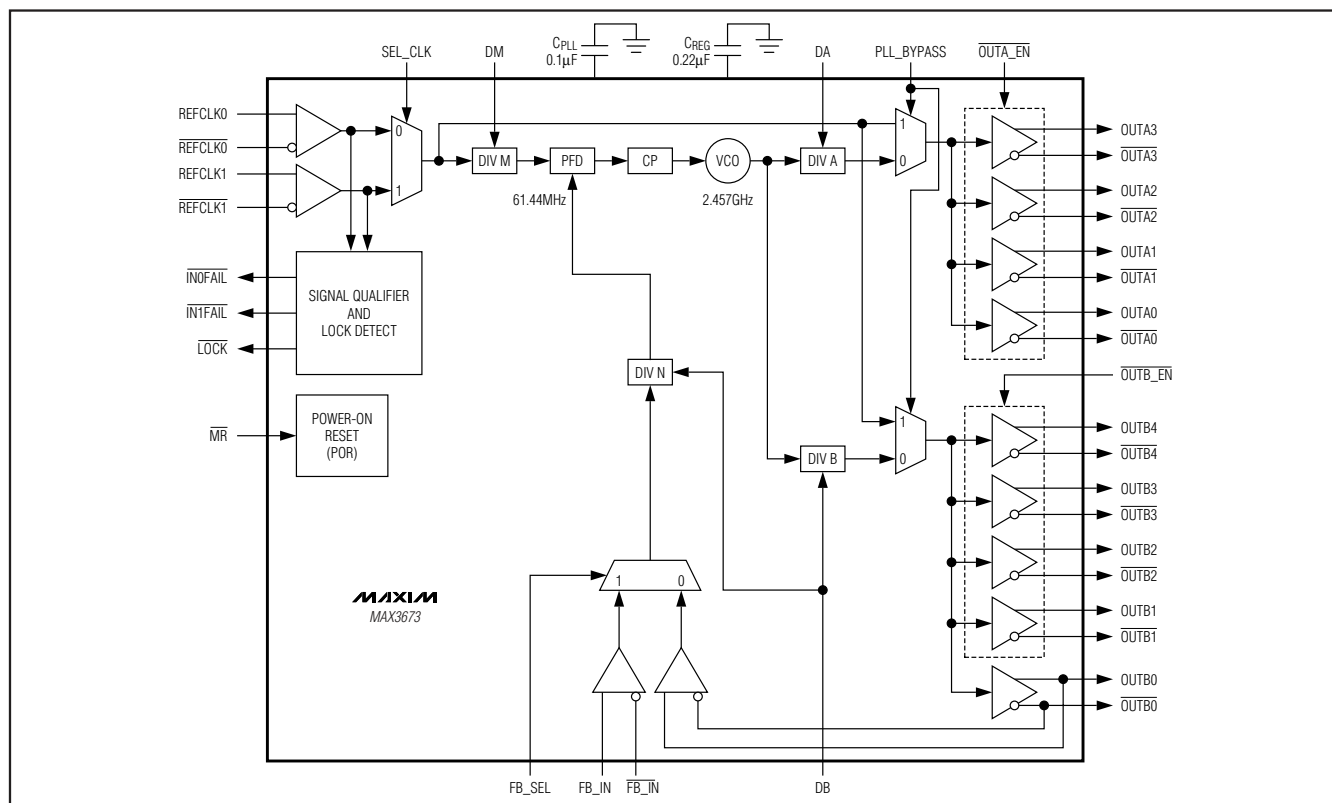 SEL_CLK
DM
CPLL
0.1µF
CREG
0.22µF
DA
PLL_BYPASS
OUTA_EN
REFCLK0
REFCLK0
REFCLK1
REFCLK1
0
1
DIV M
PFD
CP
VCO
DIV A
1
0
61.44MHz
2.457GHz
OUTA3
OUTA3
OUTA2
OUTA2
OUTA1
OUTA1
OUTA0
OUTA0
IN0FAIL
IN1FAIL
LOCK
SIGNAL QUALIFIER
AND
LOCK DETECT
DIV N
OUTB_EN
MR
POWER-ON
RESET
(POR)
DIV B
1
0
OUTB4
OUTB4
OUTB3
OUTB3
OUTB2
OUTB2
OUTB1
OUTB1
OUTB0
OUTB0
1
0
MAXIM
MAX3673
FB_SEL
FB_IN
FB_IN
DB